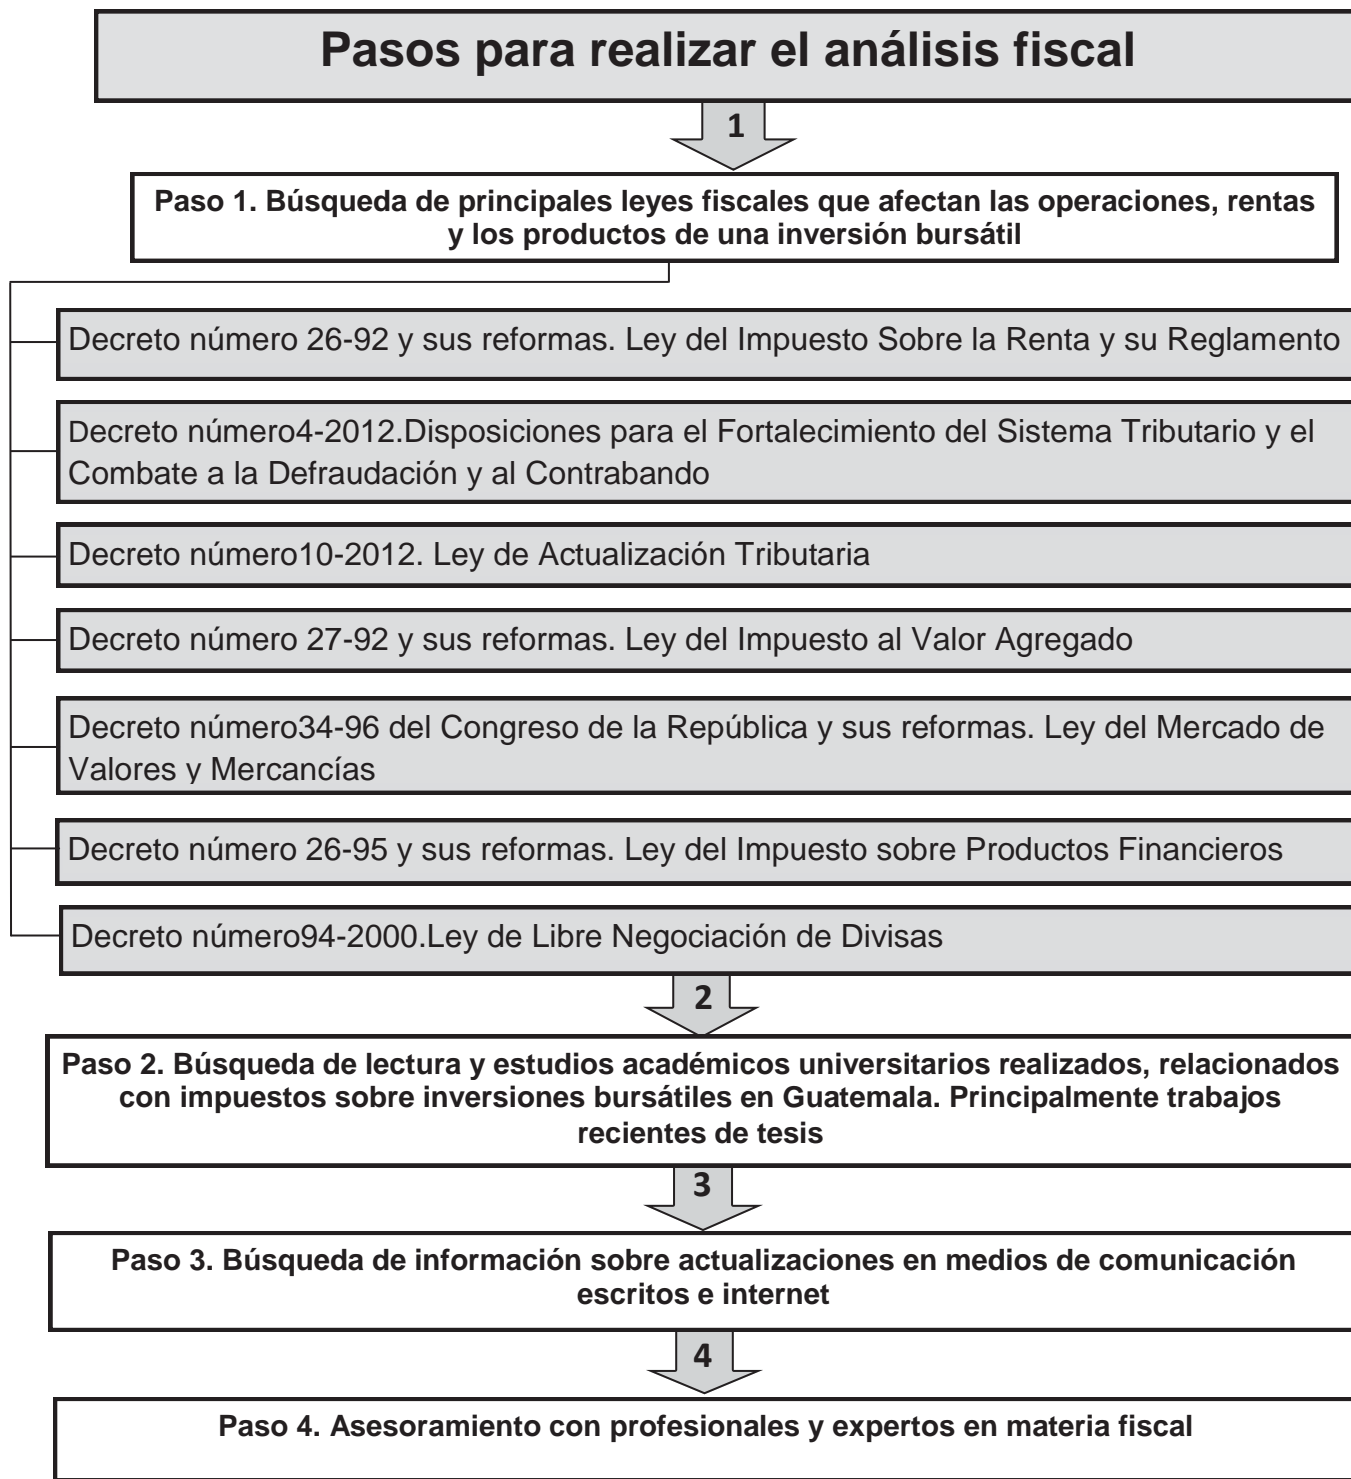 Pasos para realizar el análisis fiscal
1
Paso 1. Búsqueda de principales leyes fiscales que afectan las operaciones, rentas
y los productos de una inversión bursátil
Decreto número 26-92 y sus reformas. Ley del Impuesto Sobre la Renta y su Reglamento
Decreto número4-2012.Disposiciones para el Fortalecimiento del Sistema Tributario y el
Combate a la Defraudación y al Contrabando
Decreto número10-2012. Ley de Actualización Tributaria
Decreto número 27-92 y sus reformas. Ley del Impuesto al Valor Agregado
Decreto número34-96 del Congreso de la República y sus reformas. Ley del Mercado de
Valores y Mercancías
Decreto número 26-95 y sus reformas. Ley del Impuesto sobre Productos Financieros
Decreto número94-2000.Ley de Libre Negociación de Divisas
2
Paso 2. Búsqueda de lectura y estudios académicos universitarios realizados, relacionados
con impuestos sobre inversiones bursátiles en Guatemala. Principalmente trabajos
recientes de tesis
3
Paso 3. Búsqueda de información sobre actualizaciones en medios de comunicación
escritos e internet
4
Paso 4. Asesoramiento con profesionales y expertos en materia fiscal